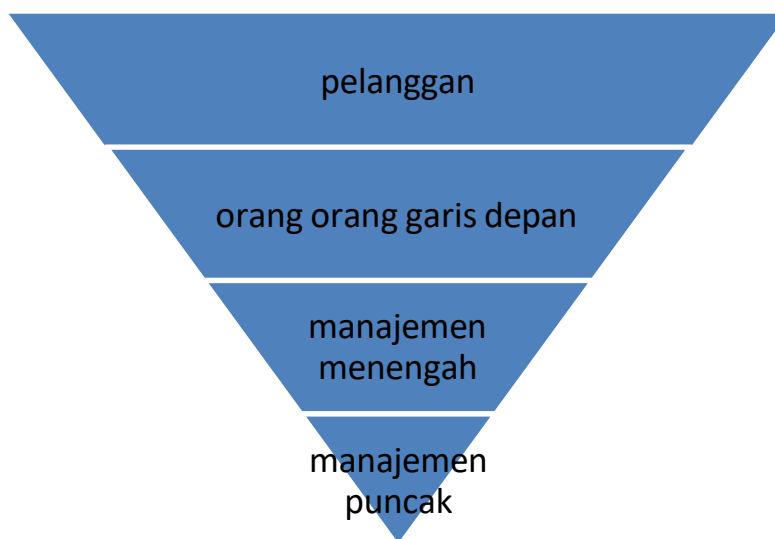 pelanggan
orang orang garis depan
manajemen
menengah
manajemen
puncak